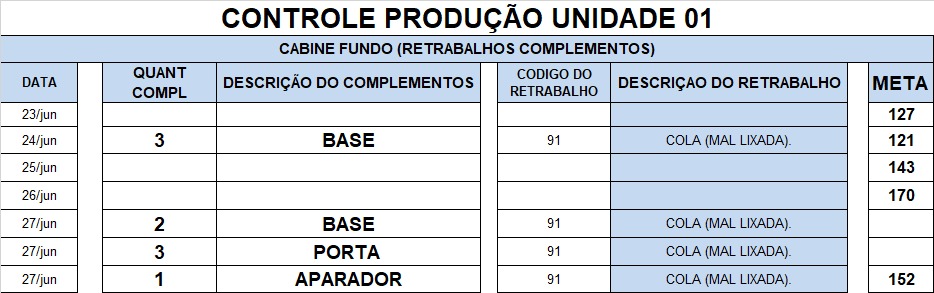 CONTROLE PRODUÇÃO UNIDADE 01
CABINE FUNDO (RETRABALHOS COMPLEMENTOS)
DATA QUANT COMPL DESCRIÇÃO DO COMPLEMENTOS CODIGO DO RETRABALHO DESCRIÇAO DO RETRABALHO META
23/jun 127
24/jun 3 BASE 91 COLA (MAL LIXADA). 121
25/jun 143
26/jun 170
27/jun 2 BASE 91 COLA (MAL LIXADA).
27/jun 3 PORTA 91 COLA (MAL LIXADA).
27/jun 1 APARADOR 91 COLA (MAL LIXADA). 152